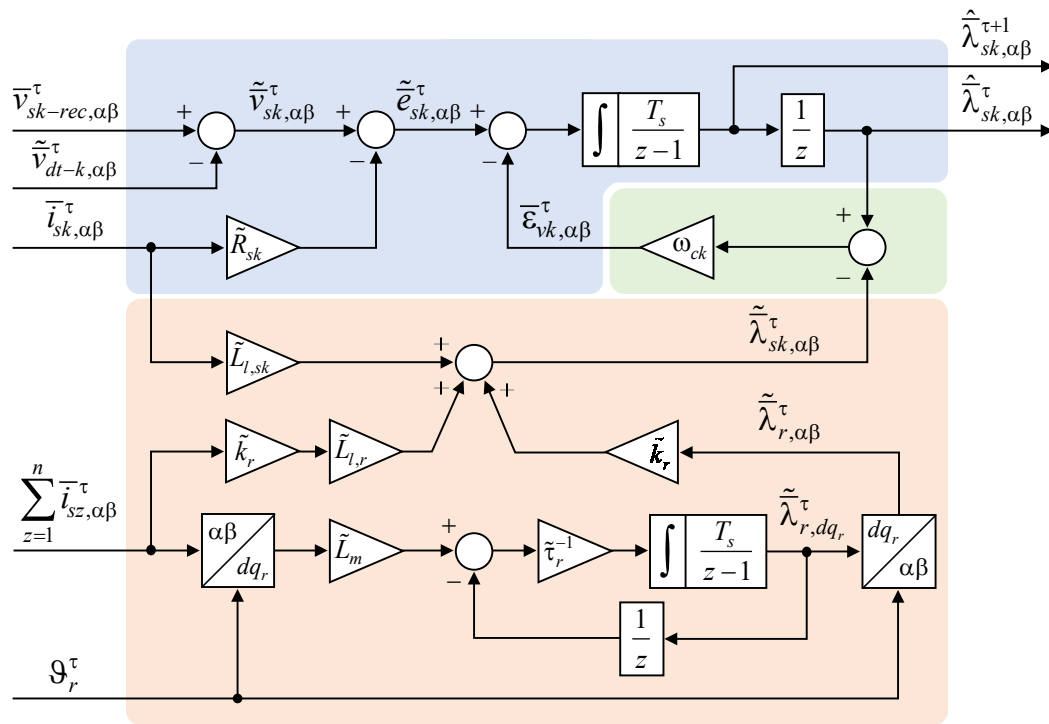 λ̂̅^{τ+1}_{sk,αβ}
v̅^τ_{sk−rec,αβ}
+
ṽ̅^τ_{sk,αβ}
+
ẽ̅^τ_{sk,αβ}
+
∫ T_s/(z−1)
1/z
λ̂̅^τ_{sk,αβ}
−
−
−
ṽ̅^τ_{dt−k,αβ}
i̅^τ_{sk,αβ}
R̃_{sk}
ε̅^τ_{vk,αβ}
ω_{ck}
+
−
L̃_{l,sk}
+
+
+
λ̃̅^τ_{sk,αβ}
λ̃̅^τ_{r,αβ}
k̃_r
L̃_{l,r}
k̃_r
∑_{z=1}^{n} i̅^τ_{sz,αβ}
αβ/dq_r
L̃_m
+
−
τ̃_r^{−1}
∫ T_s/(z−1)
λ̃̅^τ_{r,dq_r}
dq_r/αβ
1/z
ϑ^τ_r